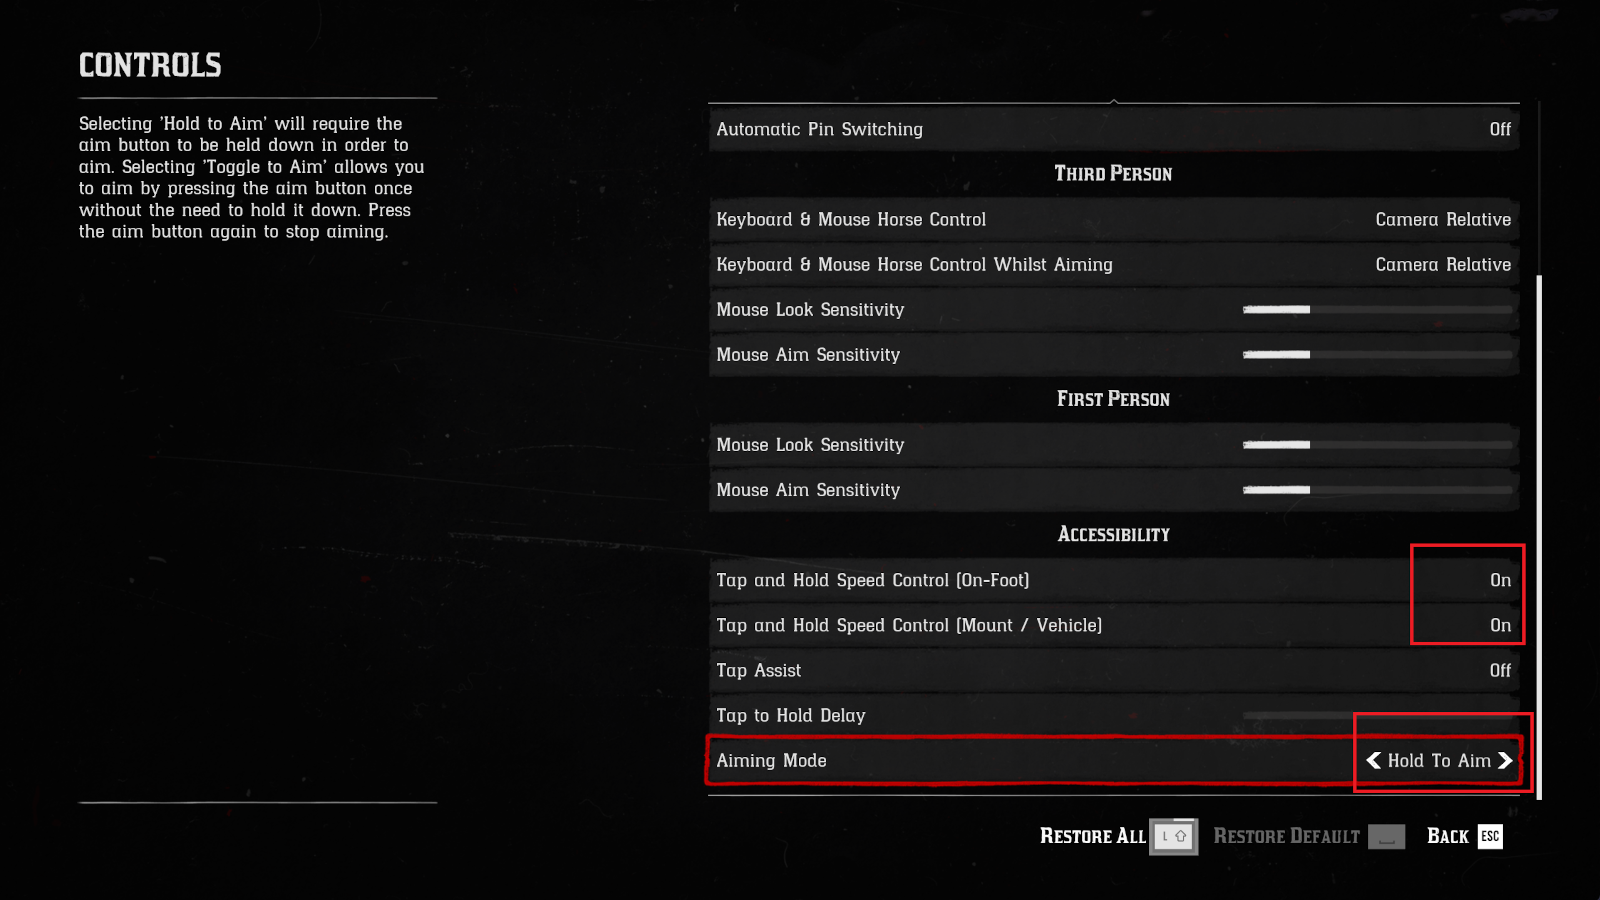 CONTROLS
Selecting 'Hold to Aim' will require the
aim button to be held down in order to
aim. Selecting 'Toggle to Aim' allows you
to aim by pressing the aim button once
without the need to hold it down. Press
the aim button again to stop aiming.
Automatic Pin Switching Off
THIRD PERSON
Keyboard & Mouse Horse Control Camera Relative
Keyboard & Mouse Horse Control Whilst Aiming Camera Relative
Mouse Look Sensitivity
Mouse Aim Sensitivity
FIRST PERSON
Mouse Look Sensitivity
Mouse Aim Sensitivity
ACCESSIBILITY
Tap and Hold Speed Control (On-Foot) On
Tap and Hold Speed Control (Mount / Vehicle) On
Tap Assist Off
Tap to Hold Delay
Aiming Mode Hold To Aim
RESTORE ALL L RESTORE DEFAULT BACK ESC